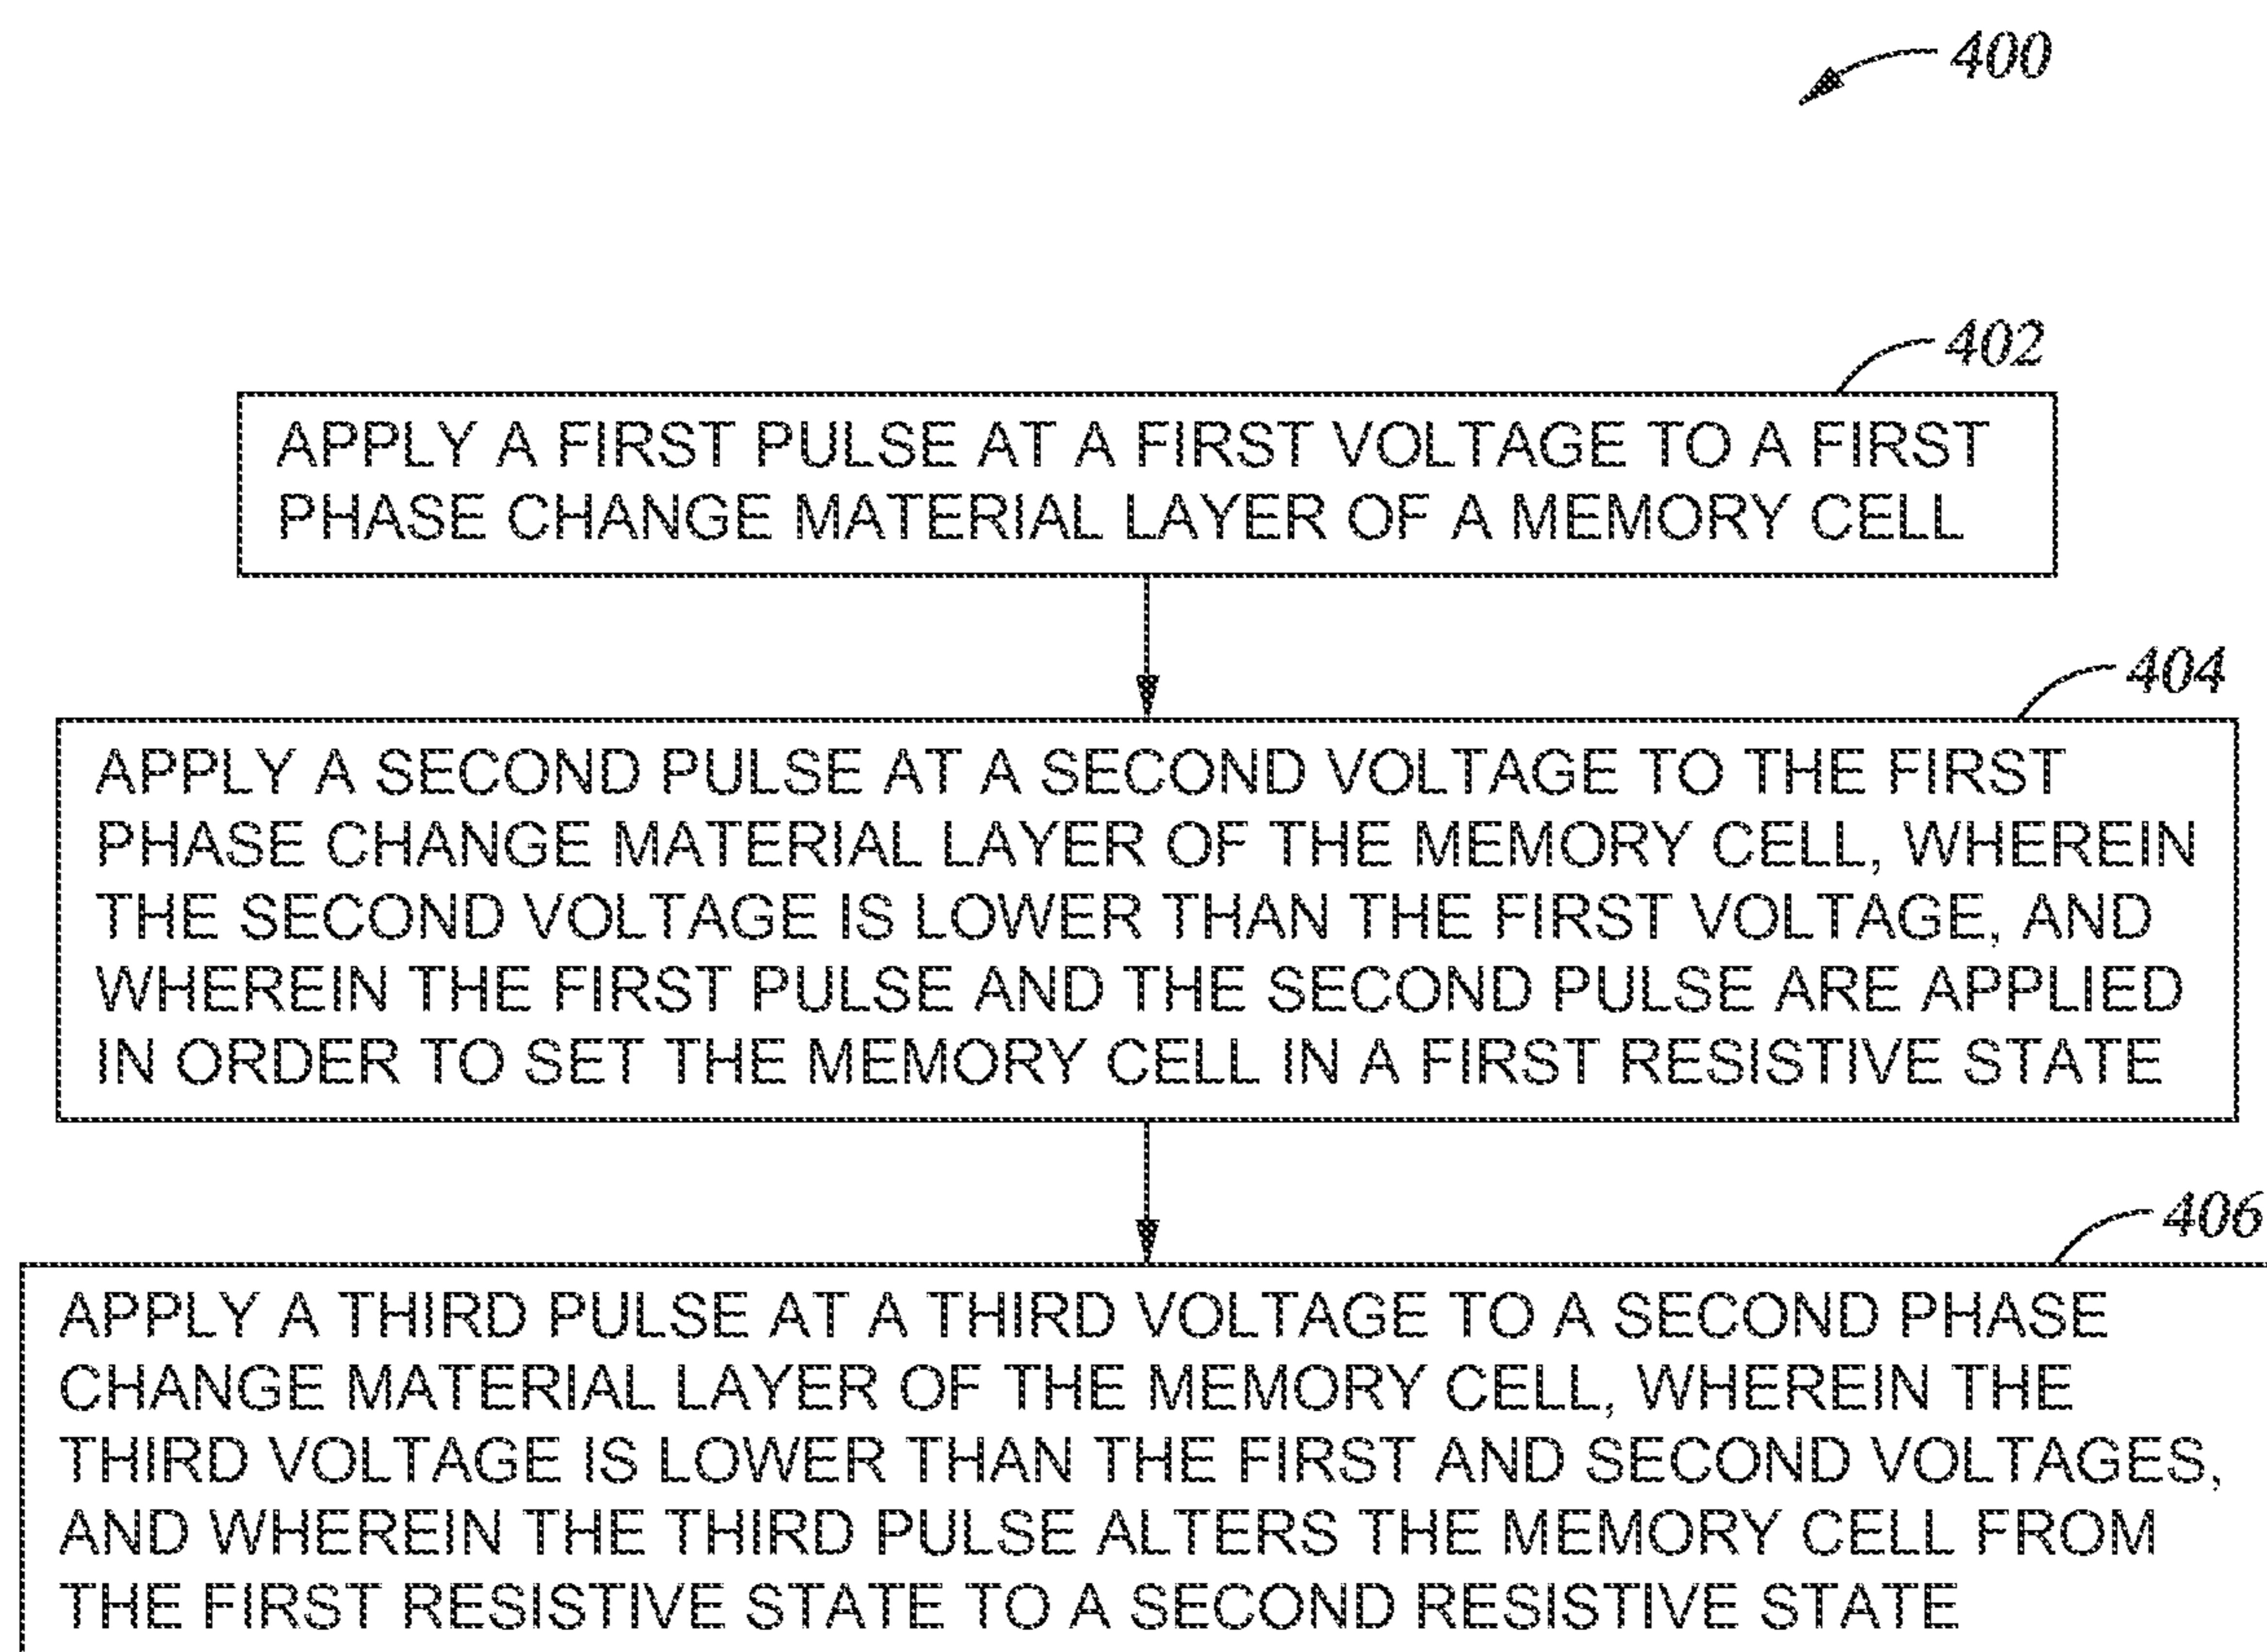 400
402
APPLY A FIRST PULSE AT A FIRST VOLTAGE TO A FIRST
PHASE CHANGE MATERIAL LAYER OF A MEMORY CELL
404
APPLY A SECOND PULSE AT A SECOND VOLTAGE TO THE FIRST
PHASE CHANGE MATERIAL LAYER OF THE MEMORY CELL, WHEREIN
THE SECOND VOLTAGE IS LOWER THAN THE FIRST VOLTAGE, AND
WHEREIN THE FIRST PULSE AND THE SECOND PULSE ARE APPLIED
IN ORDER TO SET THE MEMORY CELL IN A FIRST RESISTIVE STATE
406
APPLY A THIRD PULSE AT A THIRD VOLTAGE TO A SECOND PHASE
CHANGE MATERIAL LAYER OF THE MEMORY CELL, WHEREIN THE
THIRD VOLTAGE IS LOWER THAN THE FIRST AND SECOND VOLTAGES,
AND WHEREIN THE THIRD PULSE ALTERS THE MEMORY CELL FROM
THE FIRST RESISTIVE STATE TO A SECOND RESISTIVE STATE